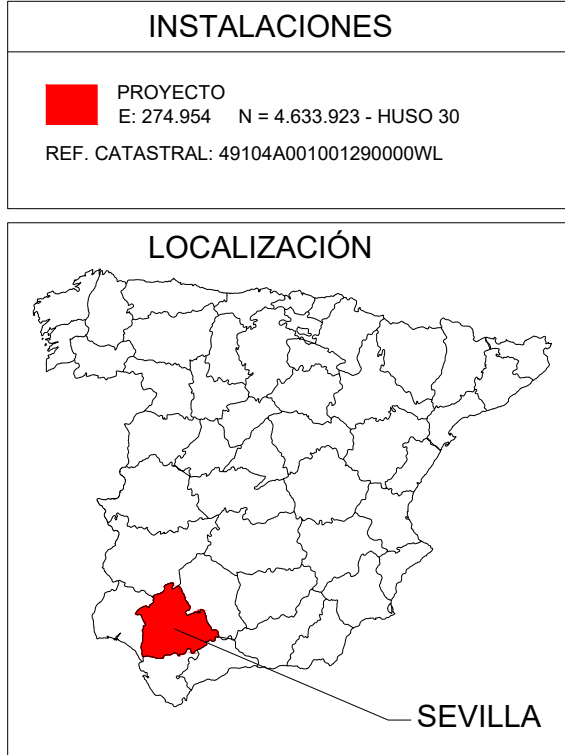 INSTALACIONES
PROYECTO
E: 274.954 N = 4.633.923 - HUSO 30
REF. CATASTRAL: 49104A001001290000WL
LOCALIZACIÓN
SEVILLA